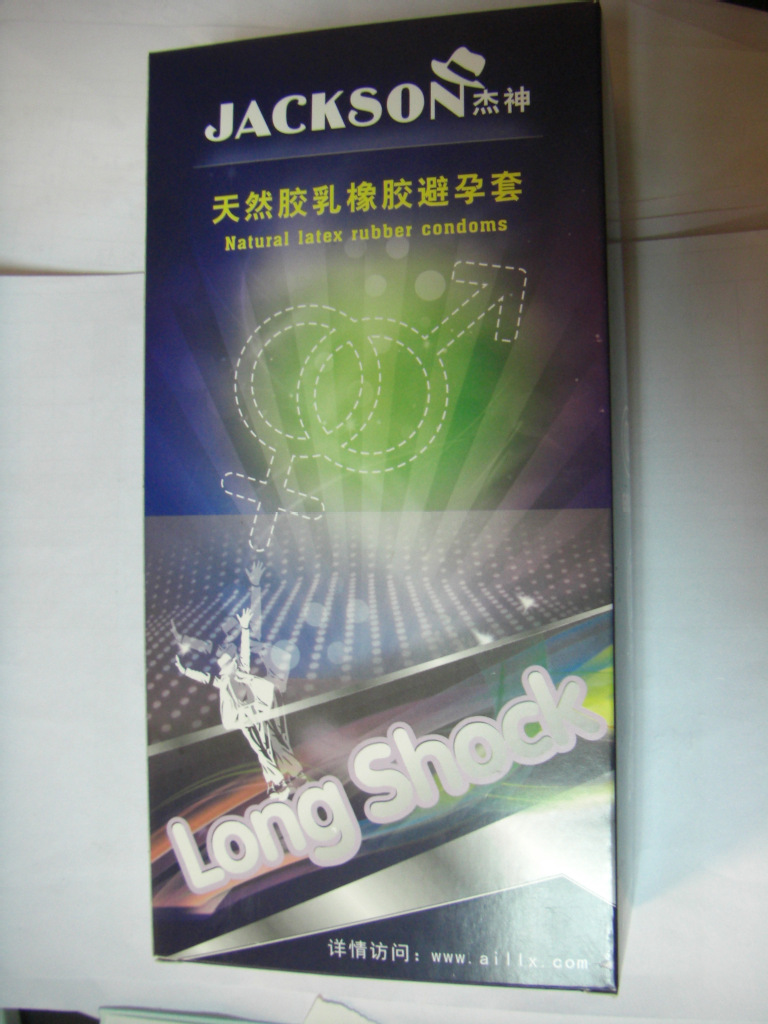 JACKSON杰神
天然胶乳橡胶避孕套
Natural latex rubber condoms
Long Shock
详情访问：www.aillx.com